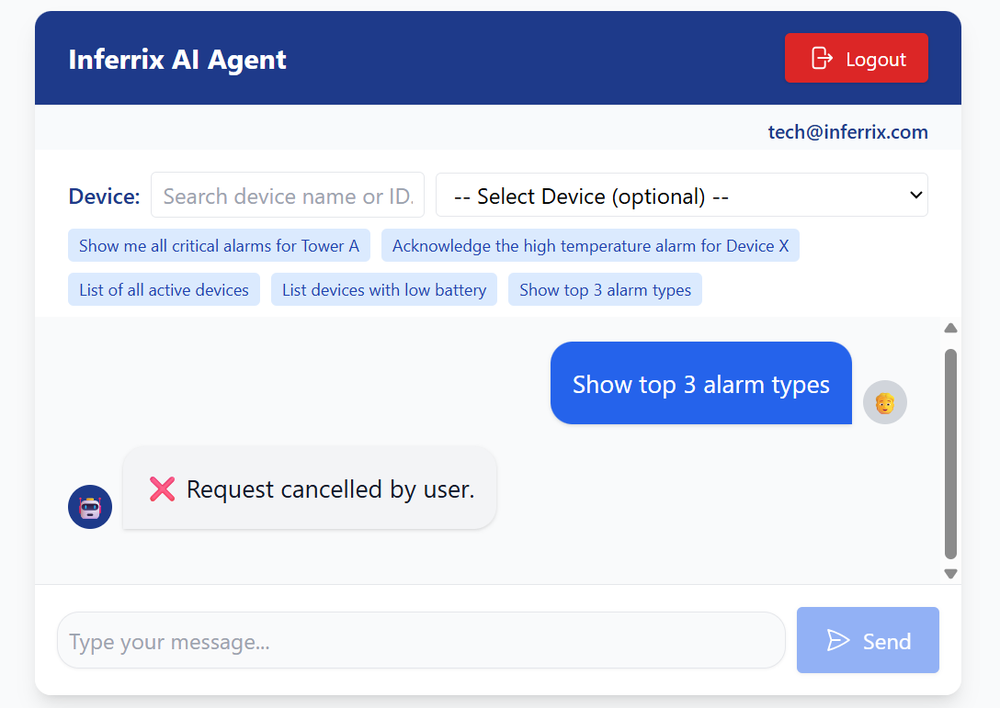 Inferrix AI Agent
Logout
tech@inferrix.com
Device:
Search device name or ID.
-- Select Device (optional) --
Show me all critical alarms for Tower A
Acknowledge the high temperature alarm for Device X
List of all active devices
List devices with low battery
Show top 3 alarm types
Show top 3 alarm types
❌ Request cancelled by user.
Type your message...
Send